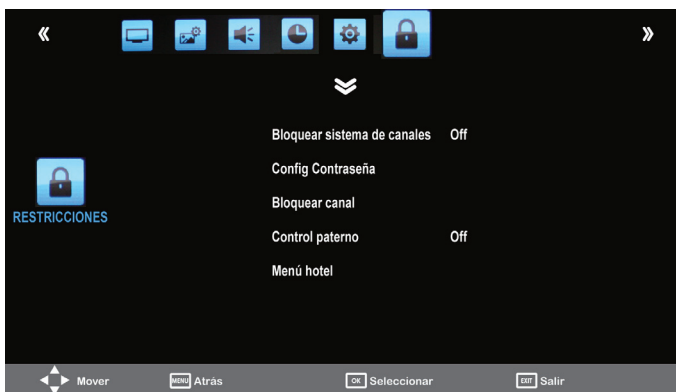 «
»
RESTRICCIONES
Bloquear sistema de canales Off
Config Contraseña
Bloquear canal
Control paterno Off
Menú hotel
Mover MENU Atrás OK Seleccionar EXIT Salir